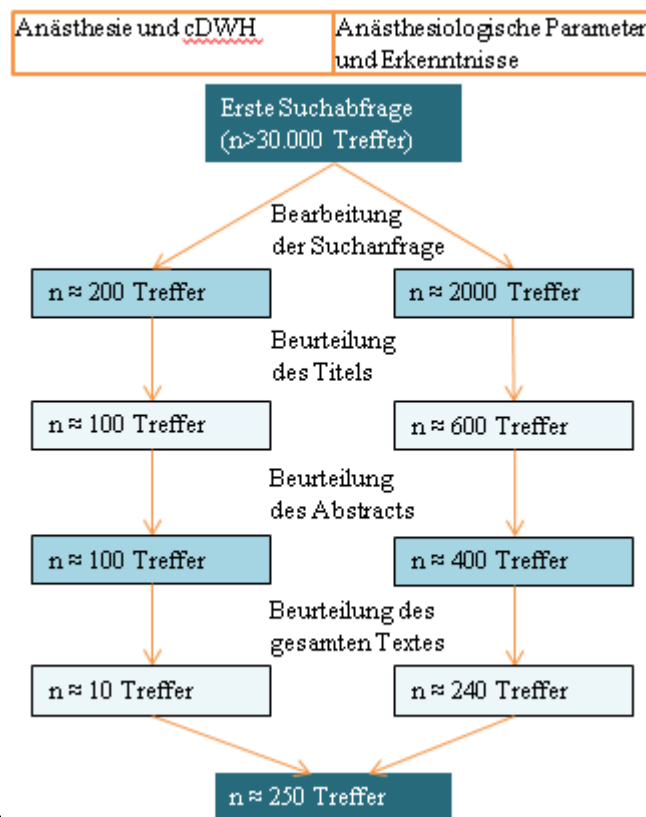 Anästhesie und cDWH
Anästhesiologische Parameter
und Erkenntnisse
Erste Suchabfrage
(n>30.000 Treffer)
Bearbeitung
der Suchanfrage
n ≈ 200 Treffer
n ≈ 2000 Treffer
Beurteilung
des Titels
n ≈ 100 Treffer
n ≈ 600 Treffer
Beurteilung
des Abstracts
n ≈ 100 Treffer
n ≈ 400 Treffer
Beurteilung des
gesamten Textes
n ≈ 10 Treffer
n ≈ 240 Treffer
n ≈ 250 Treffer